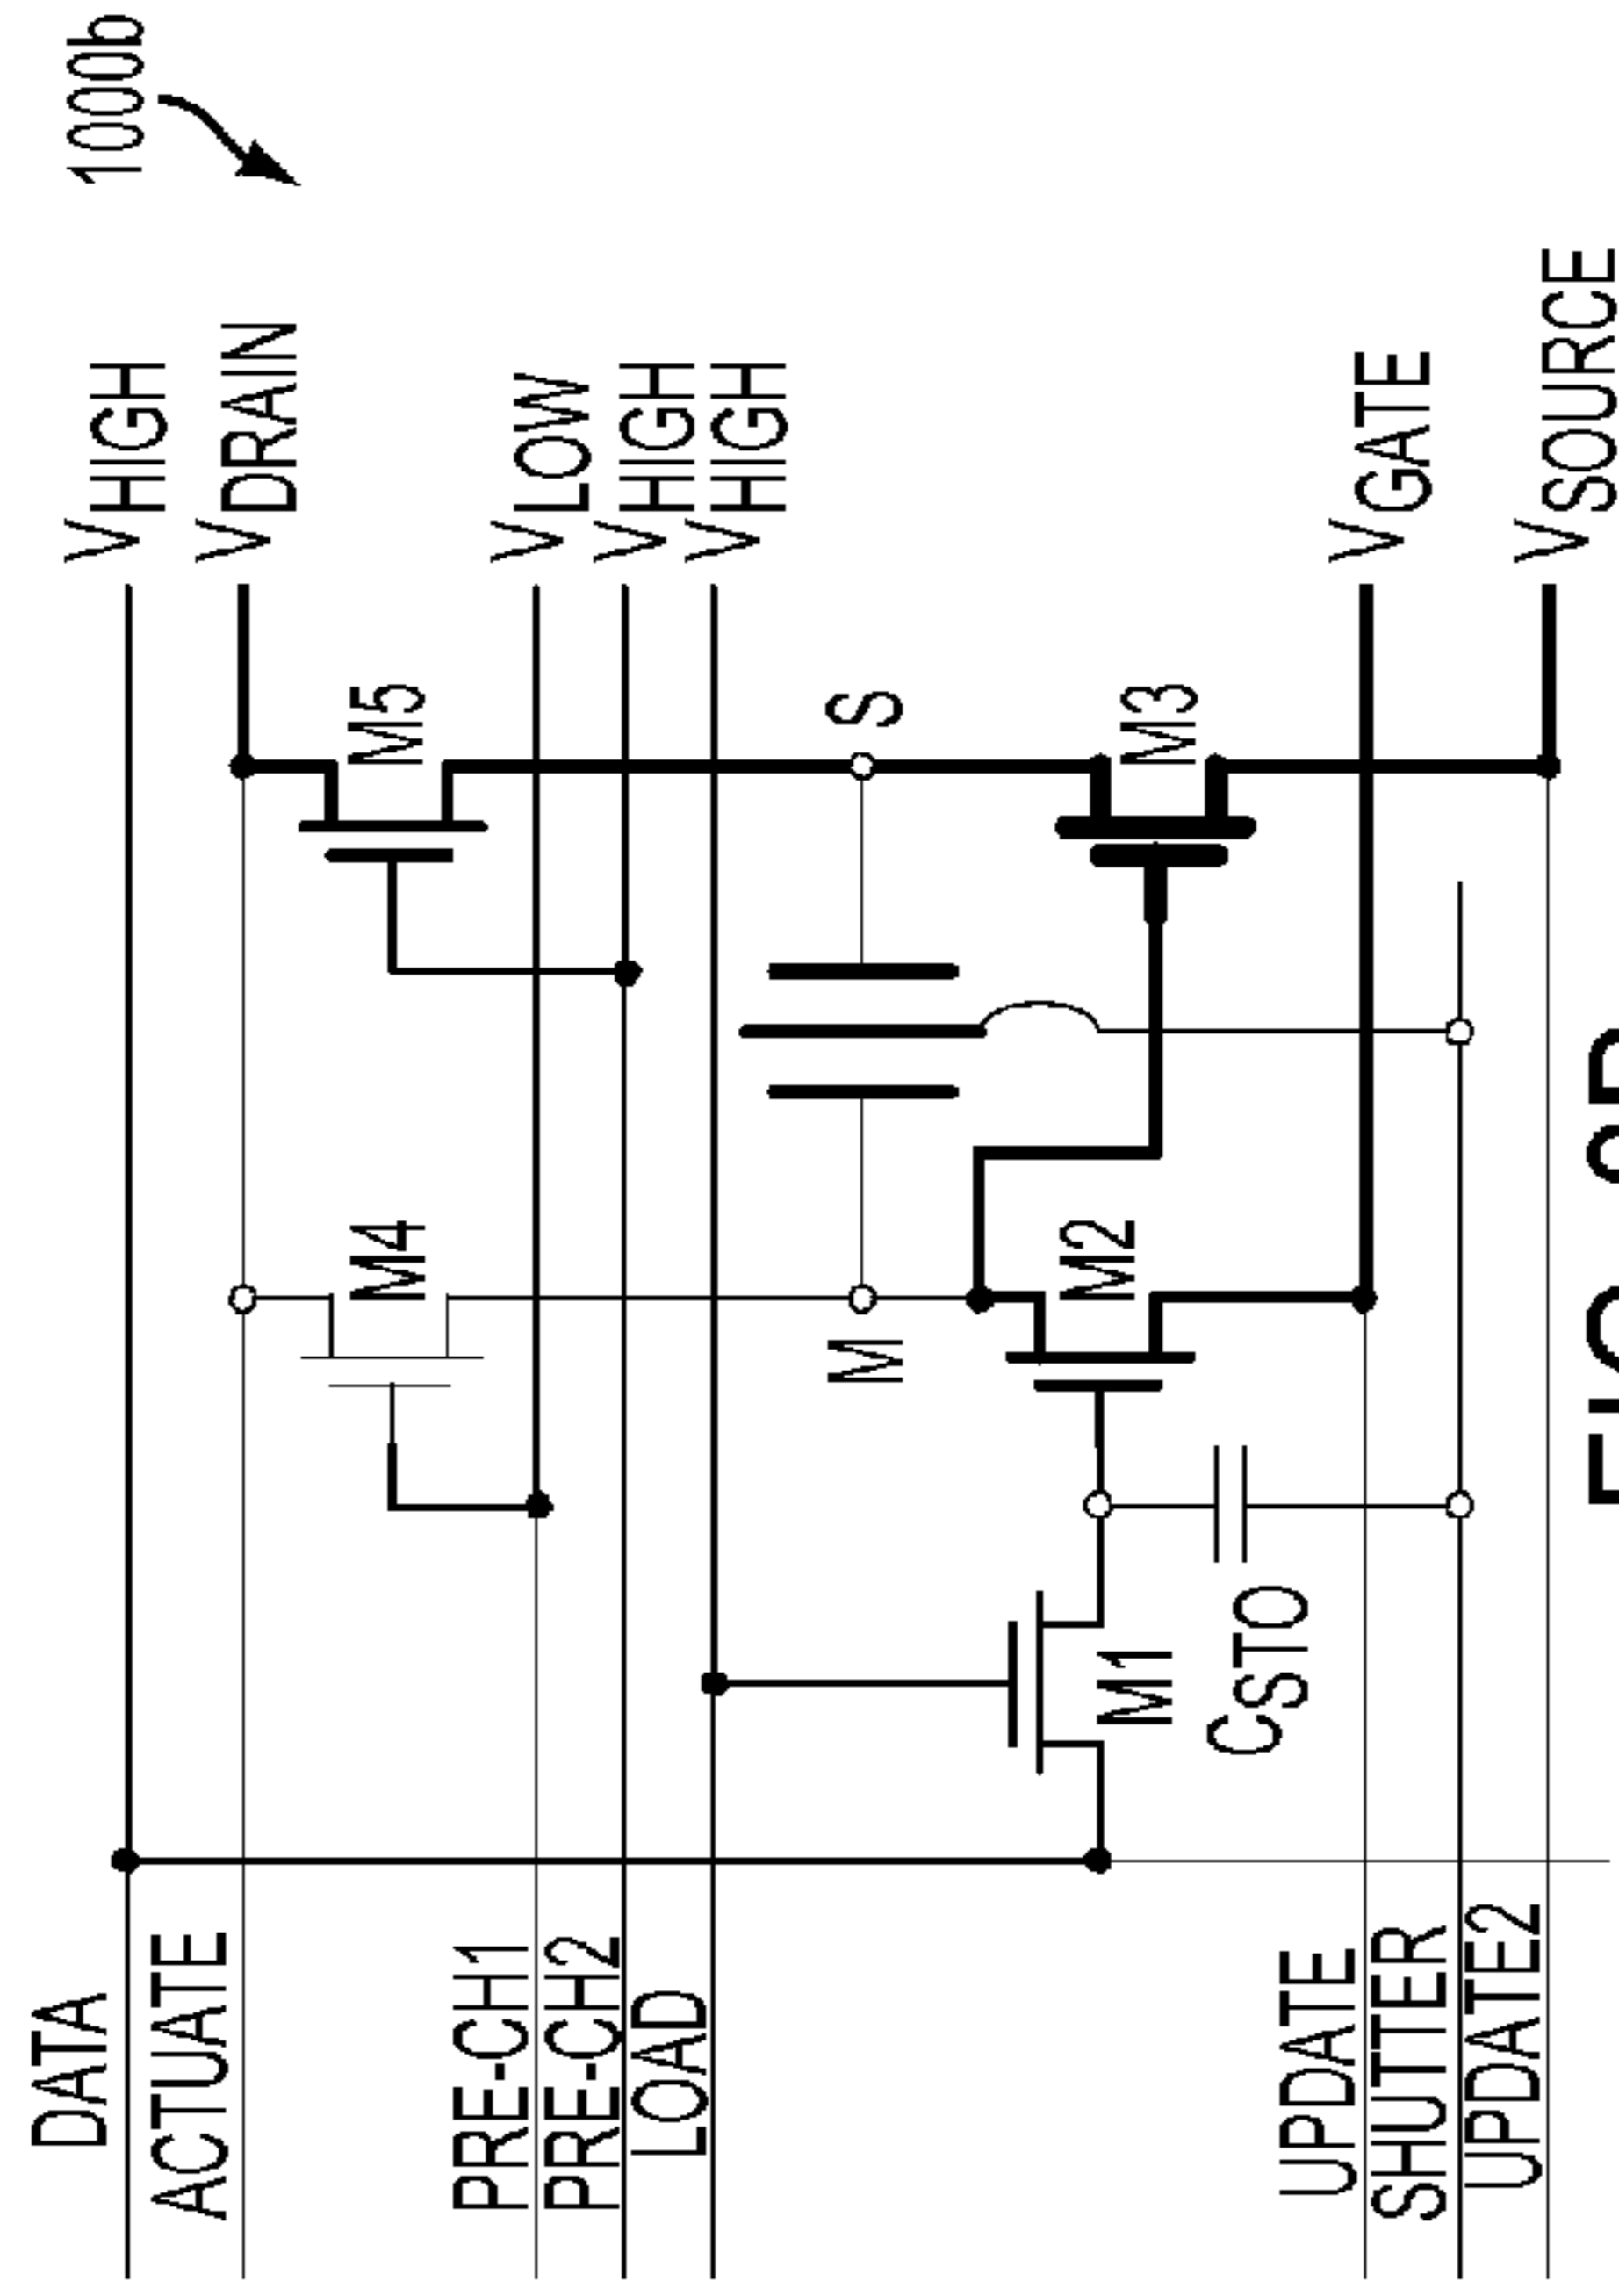 1000b
DATA
VHIGH
ACTUATE
VDRAIN
M4
M5
PRE-CH1
VLOW
PRE-CH2
VHIGH
LOAD
VHIGH
M
S
M1
M2
M3
CSTO
UPDATE
VGATE
SHUTTER
UPDATE2
VSOURCE